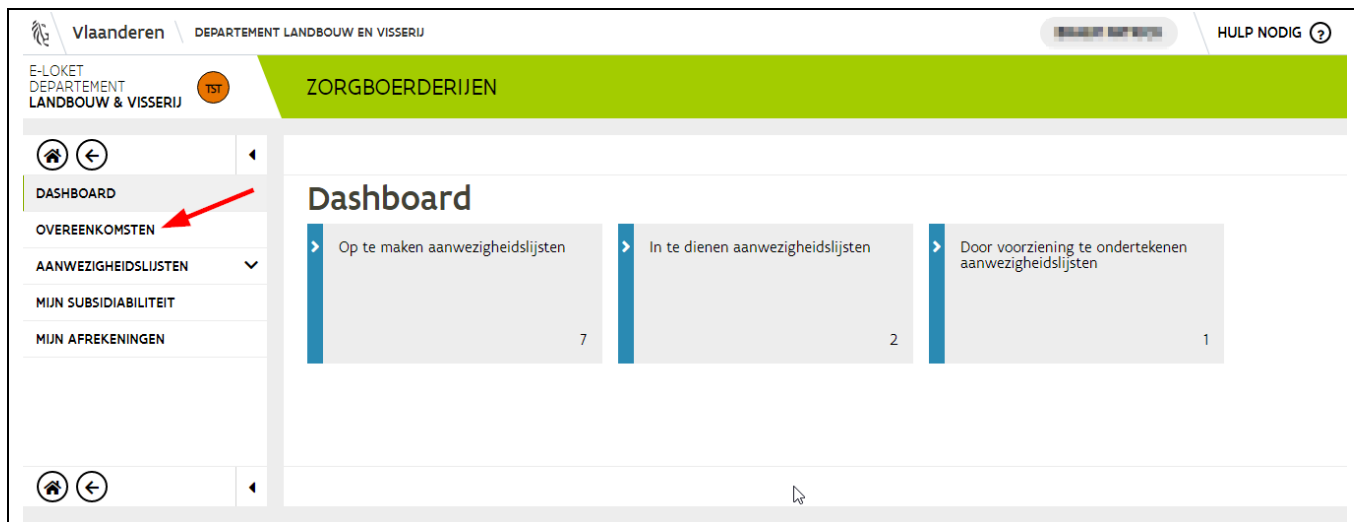 Vlaanderen
DEPARTEMENT LANDBOUW EN VISSERIJ
HULP NODIG ?
E-LOKET
DEPARTEMENT
LANDBOUW & VISSERIJ
TST
ZORGBOERDERIJEN
DASHBOARD
OVEREENKOMSTEN
AANWEZIGHEIDSLIJSTEN
MIJN SUBSIDIABILITEIT
MIJN AFREKENINGEN
Dashboard
Op te maken aanwezigheidslijsten
7
In te dienen aanwezigheidslijsten
2
Door voorziening te ondertekenen
aanwezigheidslijsten
1